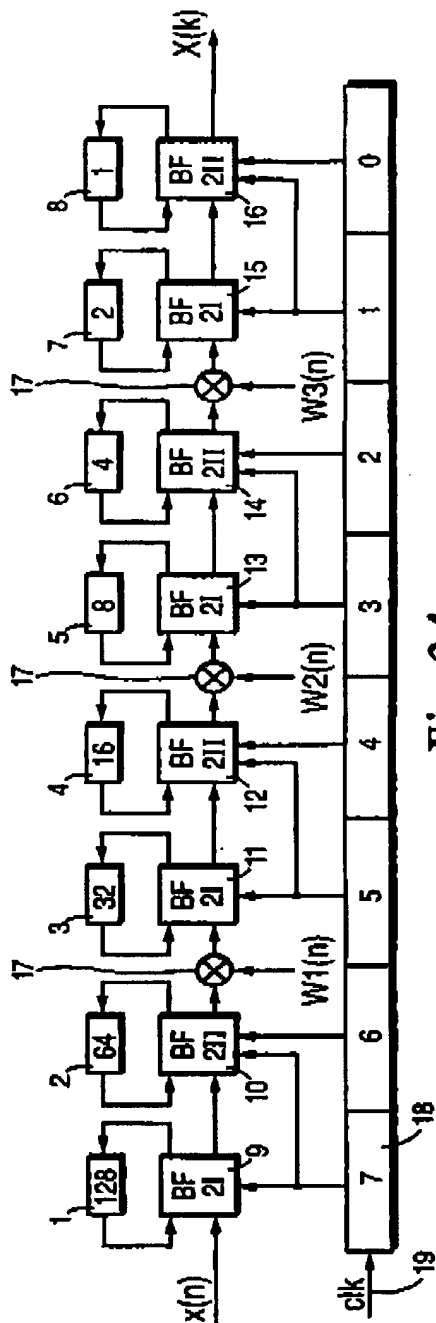 1 2 3 4 5 6 7 8
128 64 32 16 8 4 2 1
17 17 17
x(n) BF 2I BF 2II BF 2I BF 2II BF 2I BF 2II BF 2I BF 2II X(k)
9 10 11 12 13 14 15 16
W1(n) W2(n) W3(n)
7 6 5 4 3 2 1 0
clk
19 18